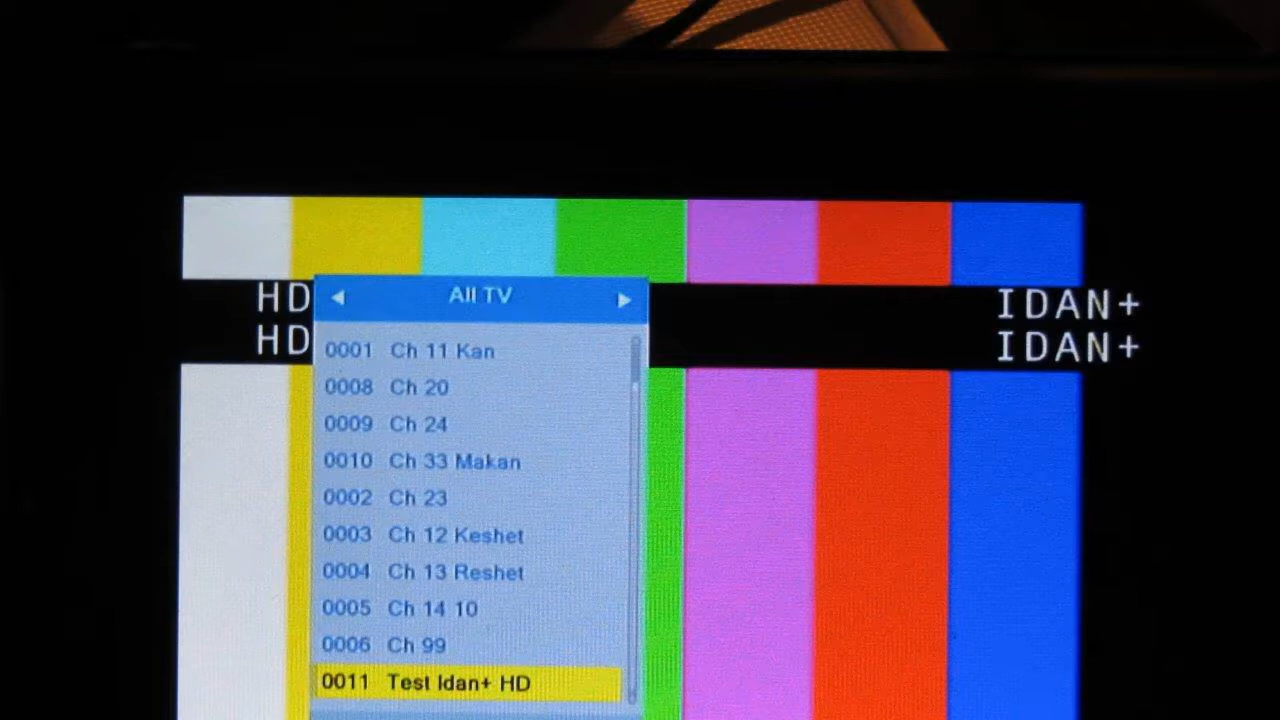 All TV
HD
HD
IDAN+
IDAN+
0001 Ch 11 Kan
0008 Ch 20
0009 Ch 24
0010 Ch 33 Makan
0002 Ch 23
0003 Ch 12 Keshet
0004 Ch 13 Reshet
0005 Ch 14 10
0006 Ch 99
0011 Test Idan+ HD